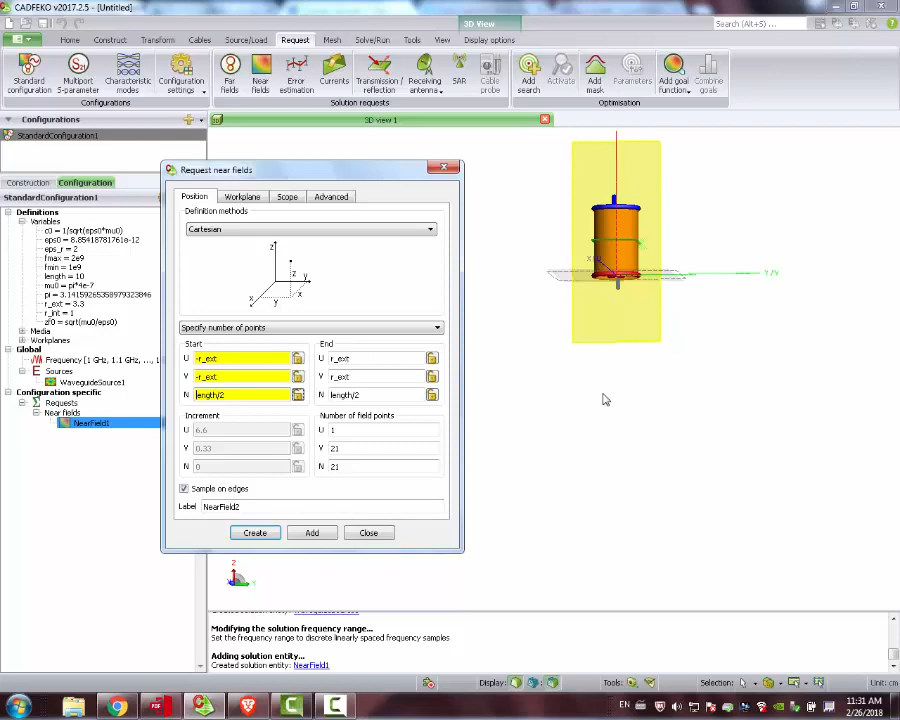 CADFEKO v2017.2.5 - [Untitled]
3D View
Search (Alt+S)...
Home Construct Transform Cables Source/Load Request Mesh Solve/Run Tools View Display options
Standard configuration
Multiport S-parameter
Characteristic modes
Configuration settings
Far fields
Near fields
Error estimation
Currents
Transmission / reflection
Receiving antenna
SAR
Cable probe
Add search
Activate
Add mask
Parameters
Add goal function
Combine goals
Configurations
Solution requests
Optimisation
Configurations
StandardConfiguration1
3D view 1
Construction Configuration
StandardConfiguration1
Definitions
Variables
c0 = 1/sqrt(eps0*mu0)
eps0 = 8.85418781761e-12
eps_r = 2
fmax = 2e9
fmin = 1e9
length = 10
mu0 = pi*4e-7
pi = 3.14159265358979323846
r_ext = 3.3
r_int = 1
zf0 = sqrt(mu0/eps0)
Media
Workplanes
Global
Frequency [1 GHz, 1.1 GHz, ...
Sources
WaveguideSource1
Configuration specific
Requests
Near fields
NearField1
Request near fields
Position Workplane Scope Advanced
Definition methods
Cartesian
z
z
y
x
y
x
Specify number of points
Start
U -r_ext
V -r_ext
N length/2
End
U r_ext
V r_ext
N length/2
Increment
U 6.6
V 0.33
N 0
Number of field points
U 1
V 21
N 21
Sample on edges
Label NearField2
Create Add Close
Y/V
Z
Y
Modifying the solution frequency range...
Set the frequency range to discrete linearly spaced frequency samples
Adding solution entity...
Created solution entity: NearField1
Display:
Tools:
Selection:
Unit: cm
PDF
EN
11:31 AM
2/26/2018